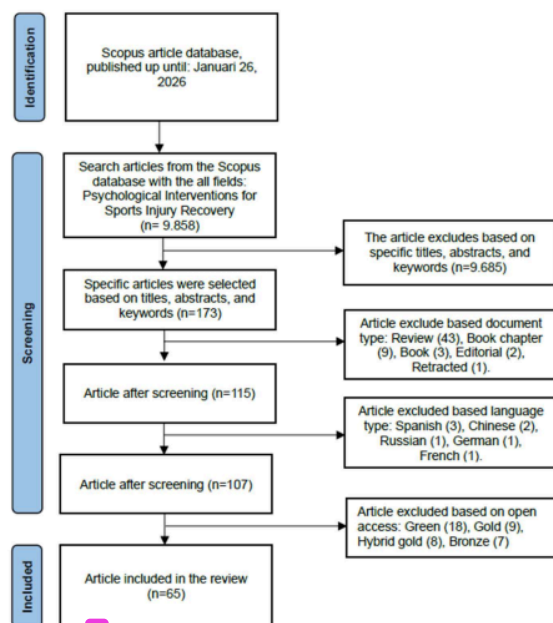 Identification
Scopus article database,
published up until: Januari 26,
2026
Screening
Search articles from the Scopus
database with the all fields:
Psychological Interventions for
Sports Injury Recovery
(n= 9.858)
The article excludes based on
specific titles, abstracts, and
keywords (n=9.685)
Specific articles were selected
based on titles, abstracts, and
keywords (n=173)
Article exclude based document
type: Review (43), Book chapter
(9), Book (3), Editorial (2),
Retracted (1).
Article after screening (n=115)
Article excluded based language
type: Spanish (3), Chinese (2),
Russian (1), German (1),
French (1).
Article after screening (n=107)
Article excluded based on open
access: Green (18), Gold (9),
Hybrid gold (8), Bronze (7)
Included
Article included in the review
(n=65)